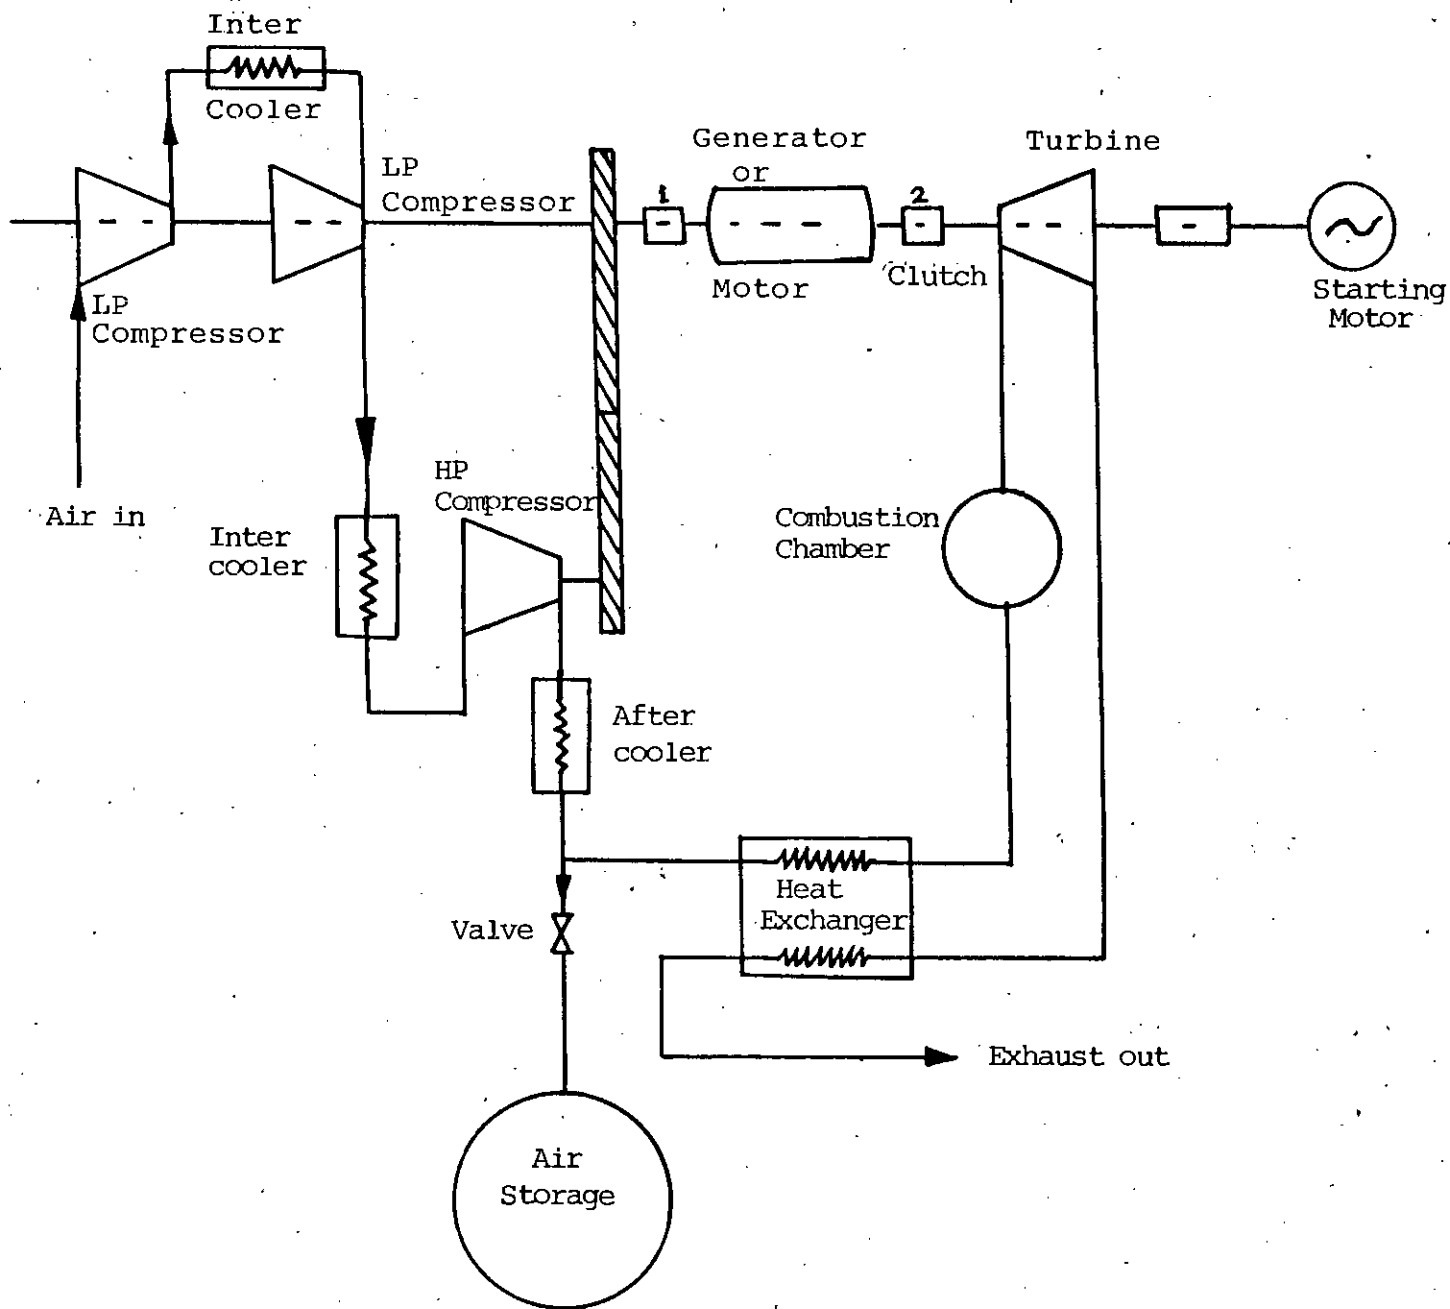 Inter
Cooler
LP
Compressor
Generator
or
Motor
1
2
Clutch
Turbine
Starting
Motor
LP
Compressor
Air in
Inter
cooler
HP
Compressor
Combustion
Chamber
After
cooler
Heat
Exchanger
Valve
Exhaust out
Air
Storage